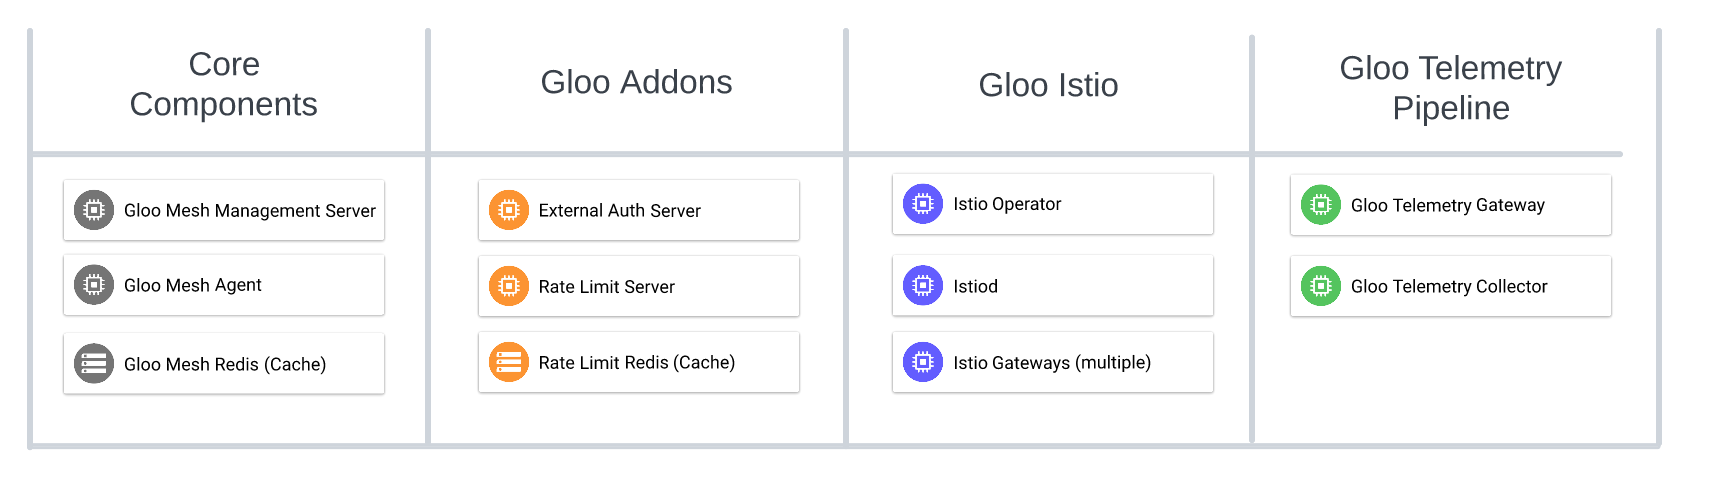 Core
Components
Gloo Addons
Gloo Istio
Gloo Telemetry
Pipeline
Gloo Mesh Management Server
Gloo Mesh Agent
Gloo Mesh Redis (Cache)
External Auth Server
Rate Limit Server
Rate Limit Redis (Cache)
Istio Operator
Istiod
Istio Gateways (multiple)
Gloo Telemetry Gateway
Gloo Telemetry Collector